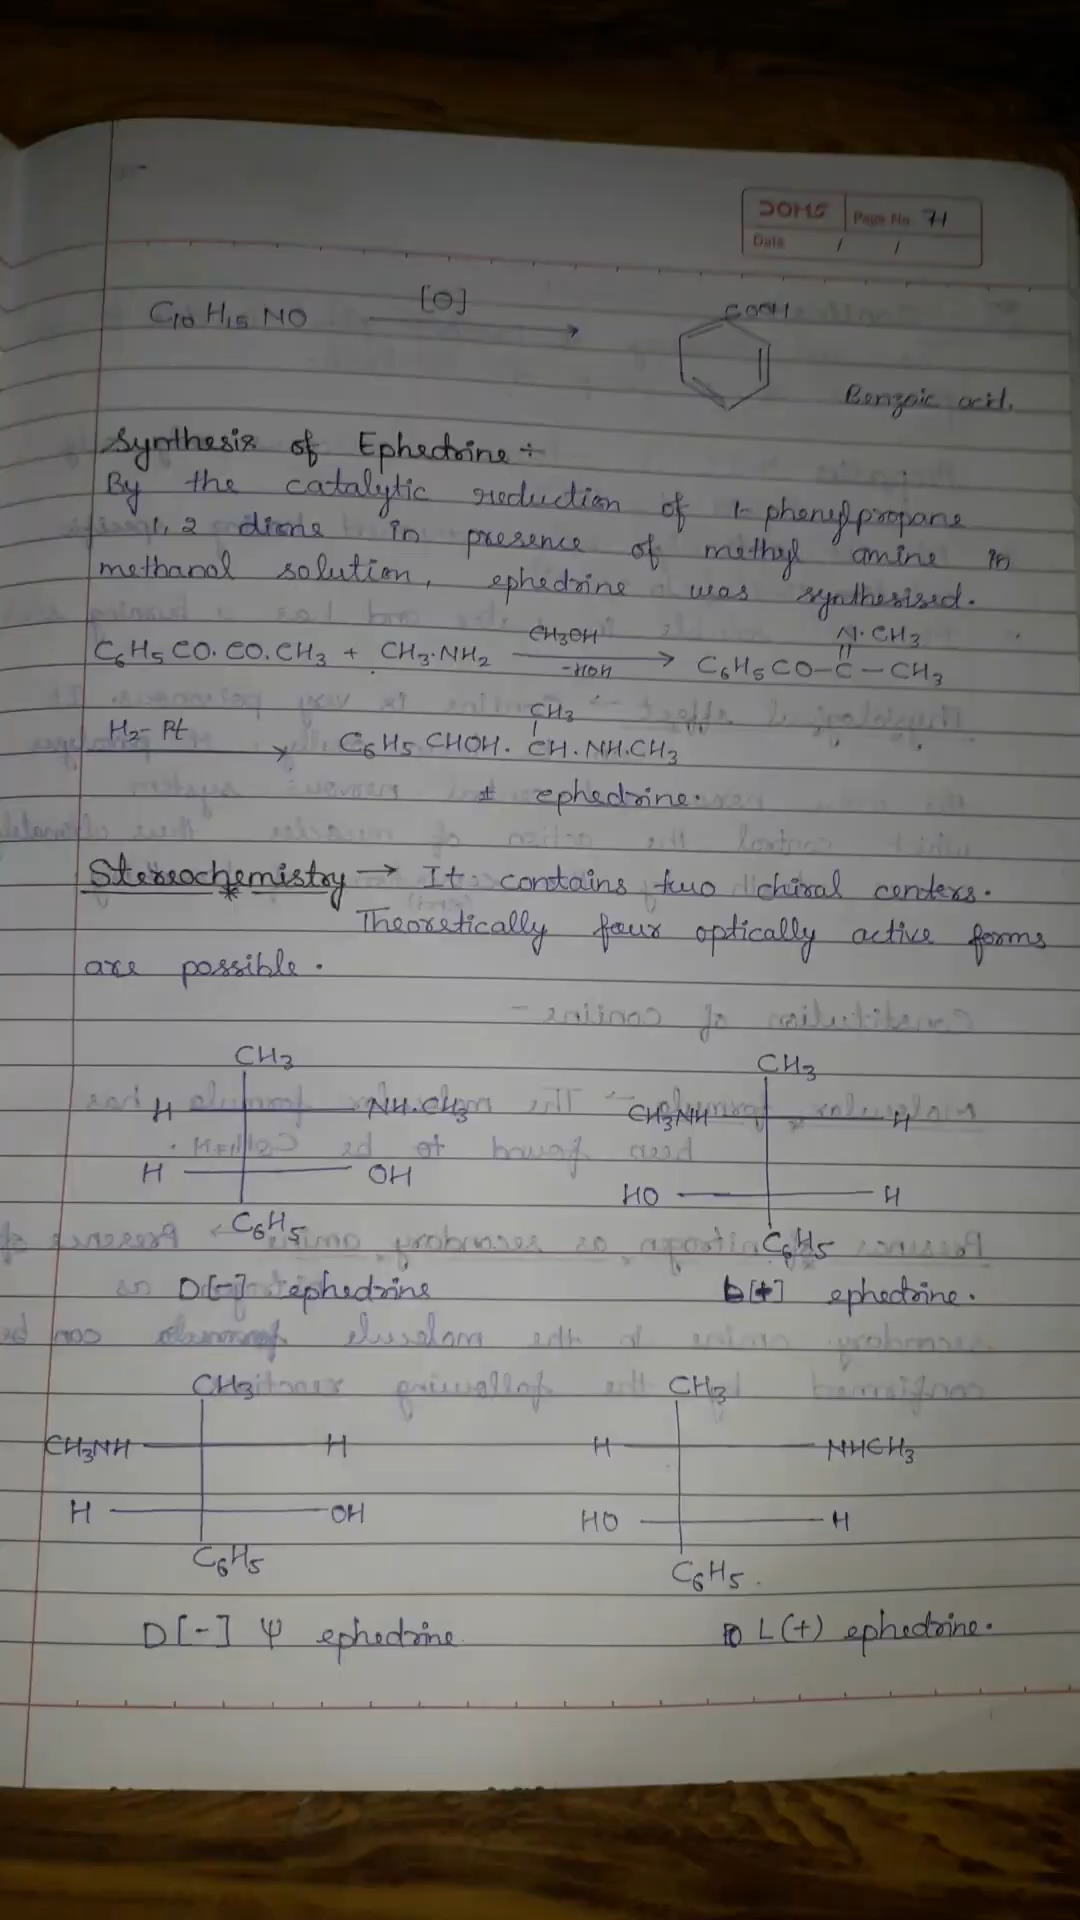 DOMS Page No. 71
Date / /
C10 H15 NO [O] → COOH
Benzoic acid.
Synthesis of Ephedrine ÷
By the catalytic reduction of 1-phenylpropane
1, 2 dione in presence of methyl amine in
methanol solution, ephedrine was synthesised.
C6H5CO.CO.CH3 + CH3.NH2 CH3OH -HOH → C6H5CO-C-CH3
N.CH3
H2-Pt → C6H5 CHOH. CH.NH.CH3
CH3
± ephedrine.
Stereochemistry → It contains two chiral centers.
Theoretically four optically active forms
are possible.
CH3 CH3
H NH.CH3 CH3NH H
H OH HO H
C6H5 C6H5
D[-] ephedrine L[+] ephedrine.
CH3 CH3
CH3NH H H NHCH3
H OH HO H
C6H5 C6H5.
D[-] Ψ ephedrine L(+) ephedrine.